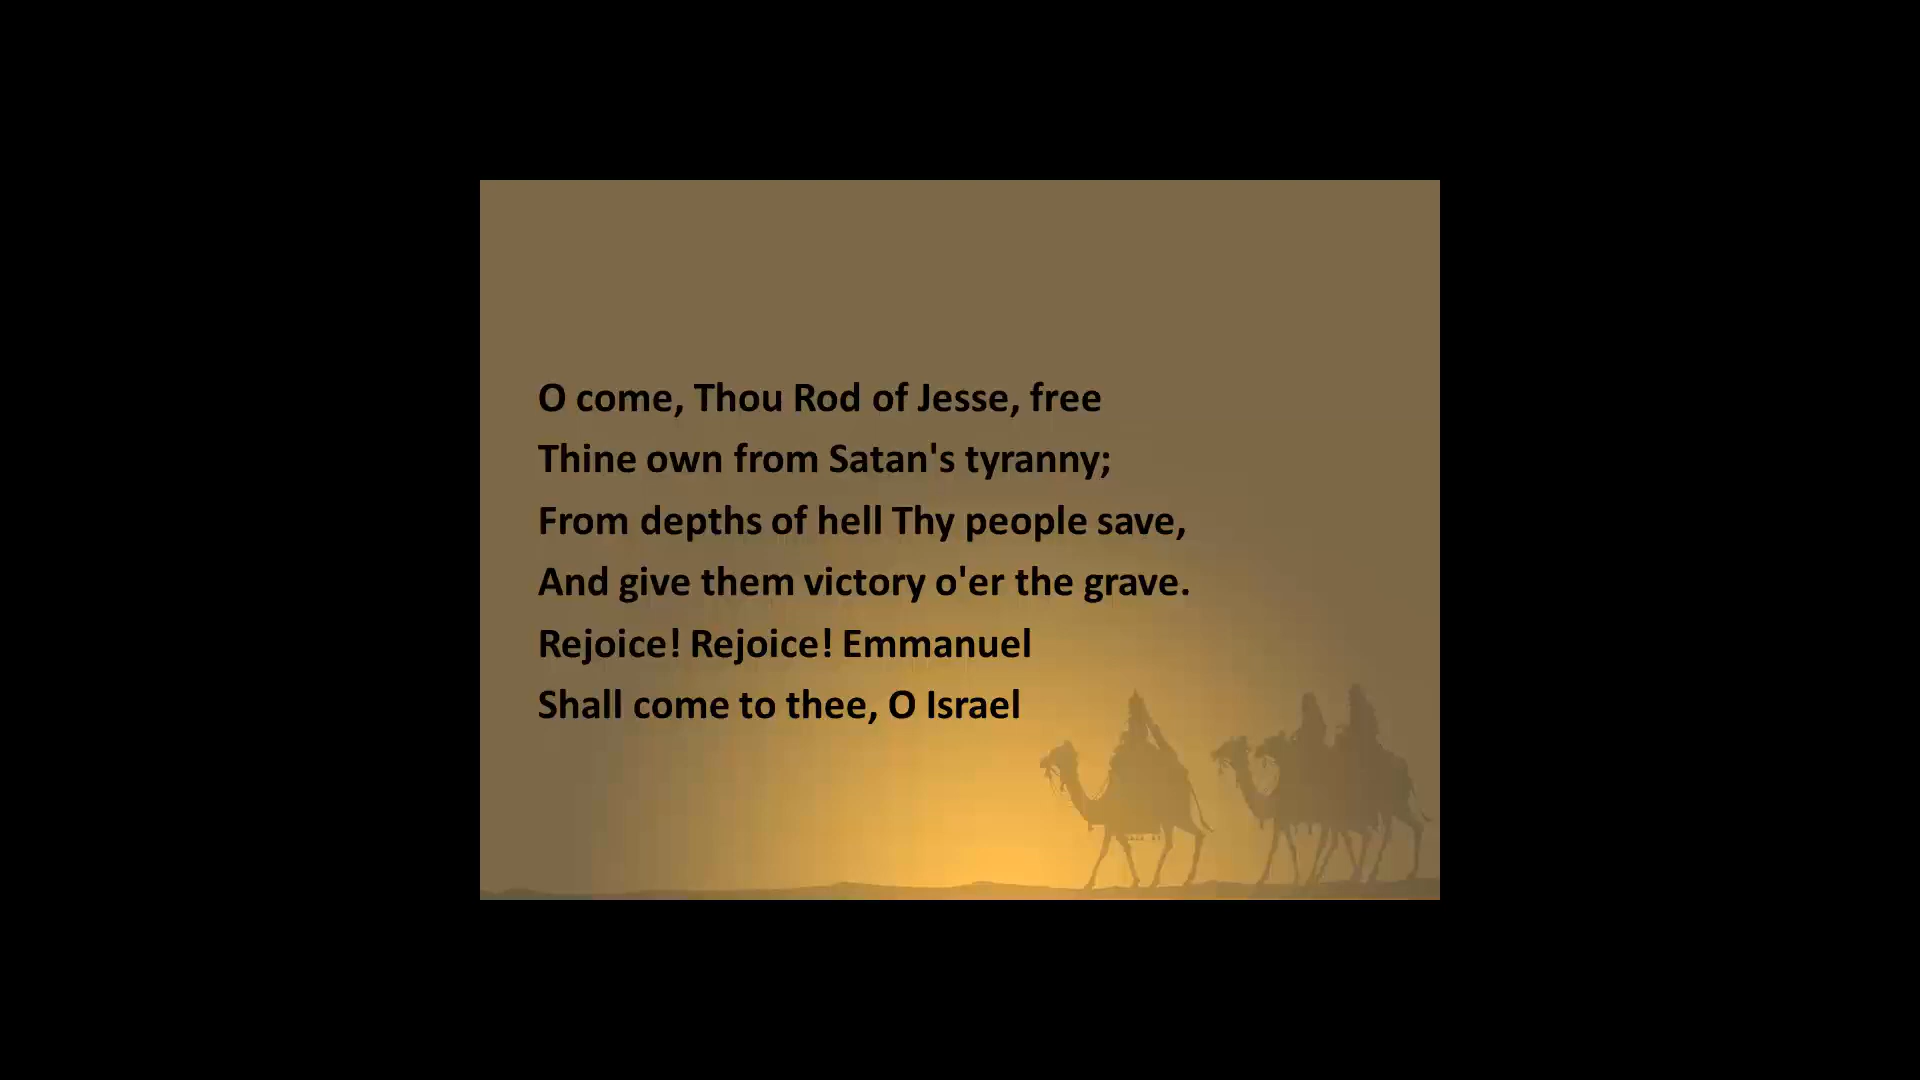 O come, Thou Rod of Jesse, free
Thine own from Satan's tyranny;
From depths of hell Thy people save,
And give them victory o'er the grave.
Rejoice! Rejoice! Emmanuel
Shall come to thee, O Israel